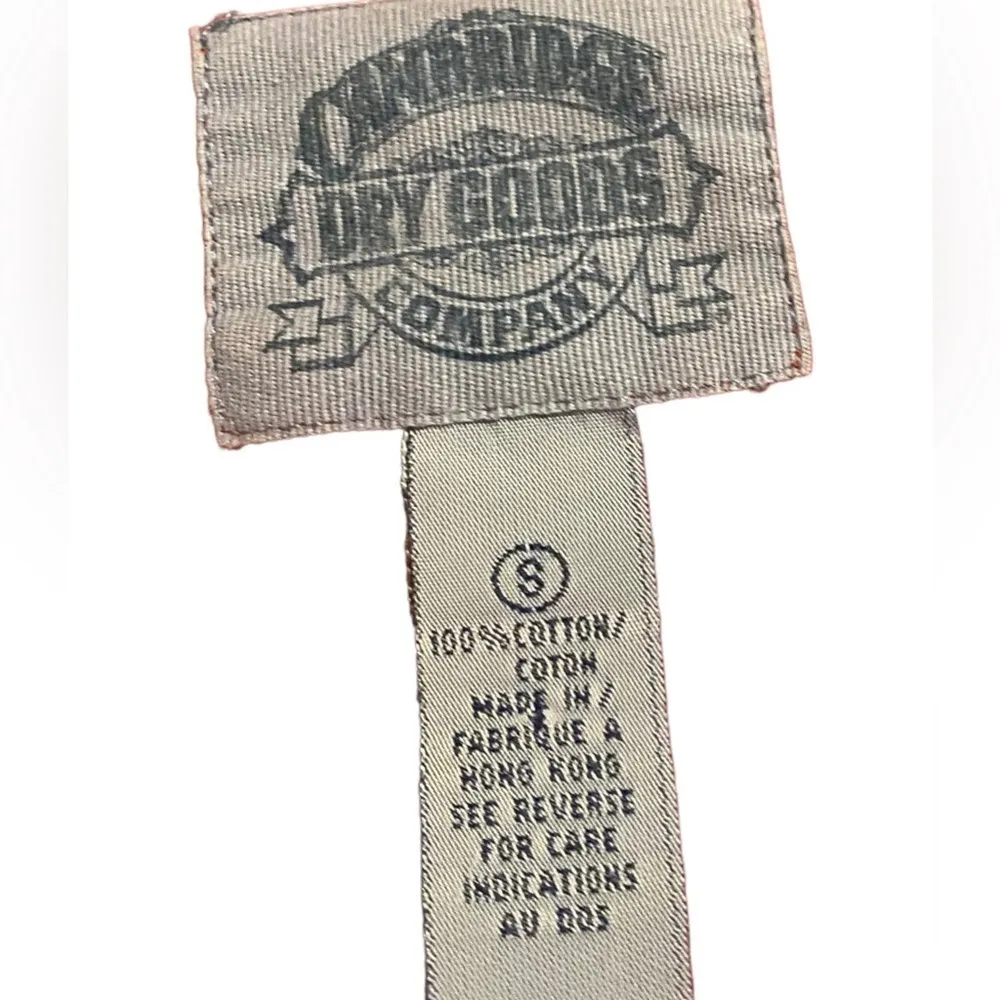 CAMBRIDGE
DRY GOODS
COMPANY
S
100% COTTON/
COTON
MADE IN/
FABRIQUE A
HONG KONG
SEE REVERSE
FOR CARE
INDICATIONS
AU DOS